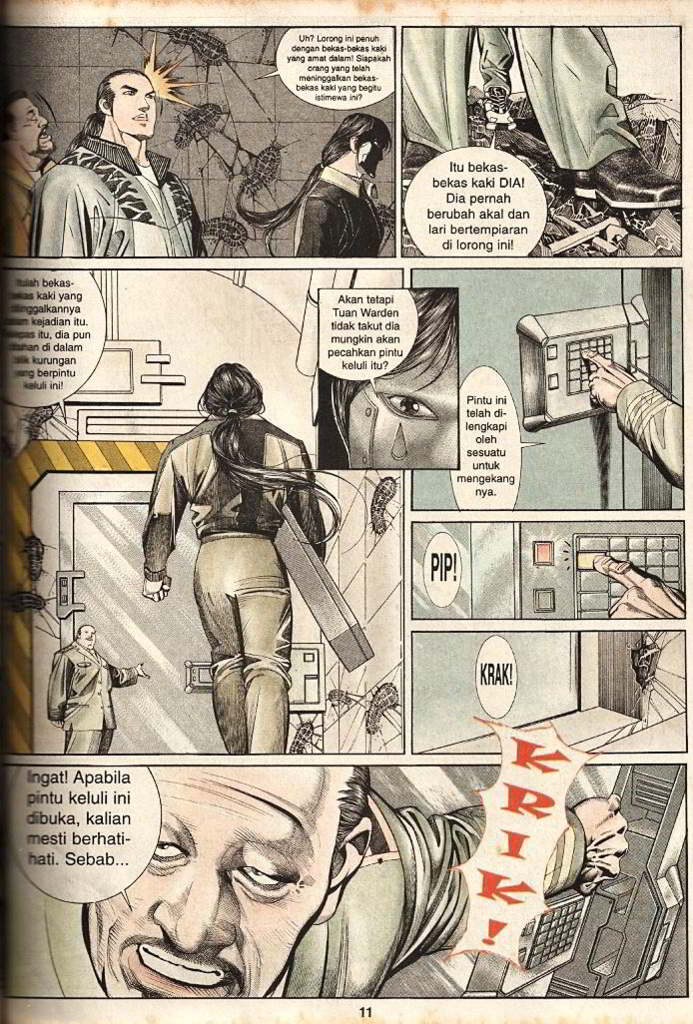 Uh? Lorong ini penuh
dengan bekas-bekas kaki
yang amat dalam! Siapakah
orang yang telah
meninggalkan bekas-
bekas kaki yang begitu
istimewa ini?
Itu bekas-
bekas kaki DIA!
Dia pernah
berubah akal dan
lari bertempiaran
di lorong ini!
bekas-
kaki yang
kejadian itu.
itu, dia pun
di dalam
kurungan
yang berpintu
keluli ini!
Akan tetapi
Tuan Warden
tidak takut dia
mungkin akan
pecahkan pintu
keluli itu?
Pintu ini
telah di-
lengkapi
oleh
sesuatu
untuk
mengekang
nya.
PIP!
KRAK!
Ingat! Apabila
pintu keluli ini
dibuka, kalian
mesti berhati-
hati. Sebab...
KRIK!
11